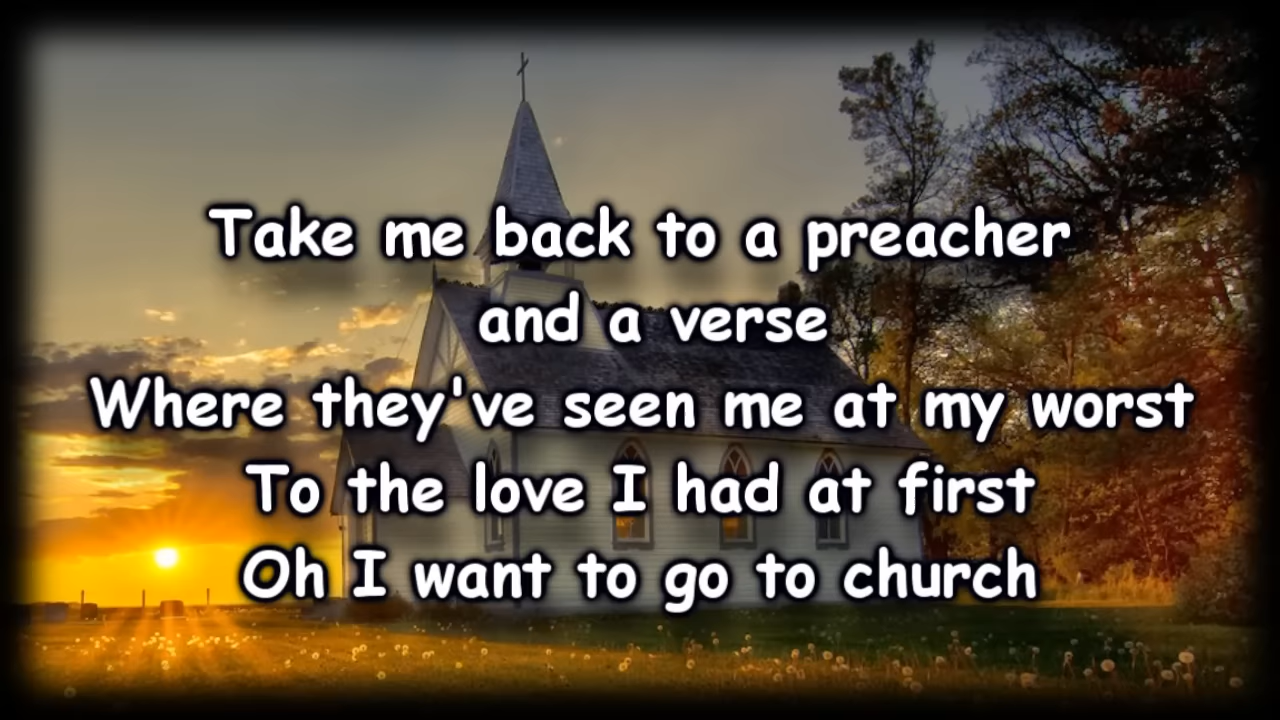 Take me back to a preacher
and a verse
Where they've seen me at my worst
To the love I had at first
Oh I want to go to church